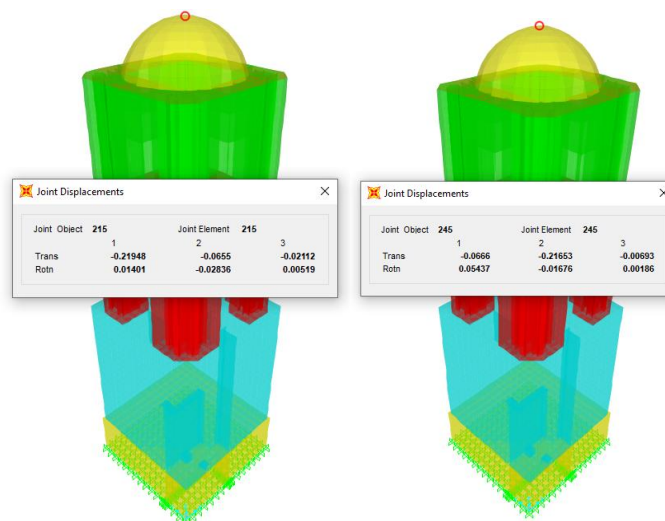 Joint Displacements
Joint Object 215 Joint Element 215
1 2 3
Trans -0.21948 -0.0655 -0.02112
Rotn 0.01401 -0.02836 0.00519
Joint Displacements
Joint Object 245 Joint Element 245
1 2 3
Trans -0.0666 -0.21653 -0.00693
Rotn 0.05437 -0.01676 0.00186